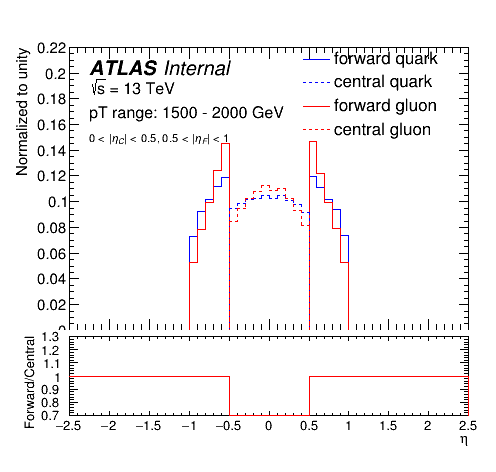 Normalized to unity
0.22
0.2
0.18
0.16
0.14
0.12
0.1
0.08
0.06
0.04
0.02
0
ATLAS Internal
√s = 13 TeV
pT range: 1500 - 2000 GeV
0 < |η_C| < 0.5, 0.5 < |η_F| < 1
forward quark
central quark
forward gluon
central gluon
Forward/Central
1.3
1.2
1.1
1
0.9
0.8
0.7
−2.5 −2 −1.5 −1 −0.5 0 0.5 1 1.5 2 2.5
η